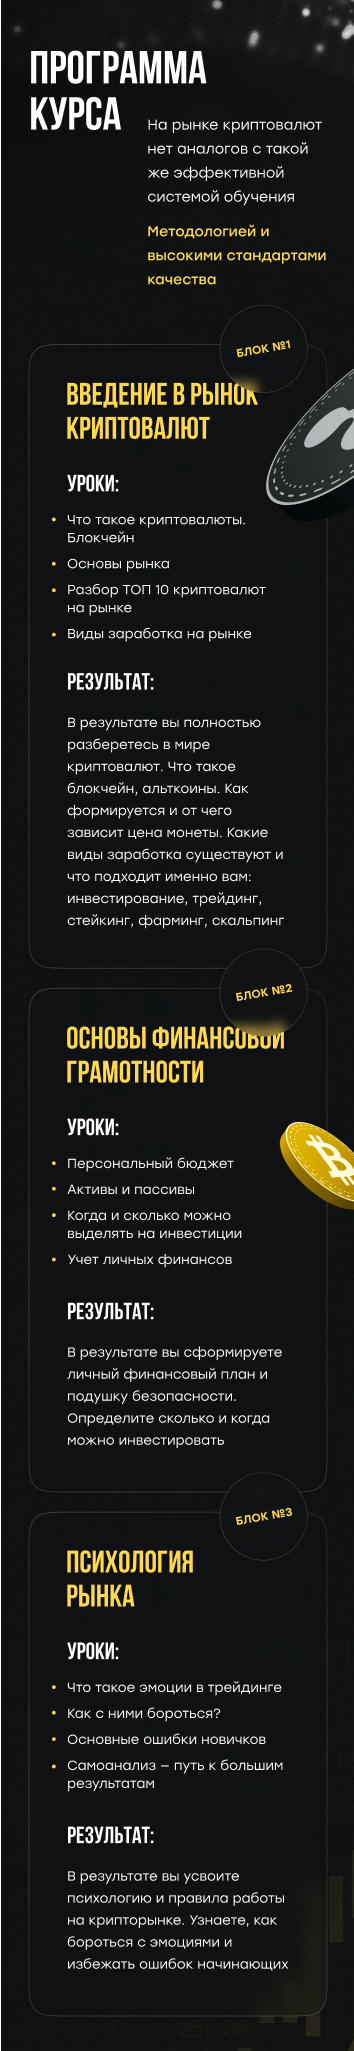 ПРОГРАММА
КУРСА
На рынке криптовалют
нет аналогов с такой
же эффективной
системой обучения
Методологией и
высокими стандартами
качества
БЛОК №1
ВВЕДЕНИЕ В РЫНОК
КРИПТОВАЛЮТ
УРОКИ:
• Что такое криптовалюты.
Блокчейн
• Основы рынка
• Разбор ТОП 10 криптовалют
на рынке
• Виды заработка на рынке
РЕЗУЛЬТАТ:
В результате вы полностью
разберетесь в мире
криптовалют. Что такое
блокчейн, альткоины. Как
формируется и от чего
зависит цена монеты. Какие
виды заработка существуют и
что подходит именно вам:
инвестирование, трейдинг,
стейкинг, фарминг, скальпинг
БЛОК №2
ОСНОВЫ ФИНАНСОВОЙ
ГРАМОТНОСТИ
УРОКИ:
• Персональный бюджет
• Активы и пассивы
• Когда и сколько можно
выделять на инвестиции
• Учет личных финансов
РЕЗУЛЬТАТ:
В результате вы сформируете
личный финансовый план и
подушку безопасности.
Определите сколько и когда
можно инвестировать
БЛОК №3
ПСИХОЛОГИЯ
РЫНКА
УРОКИ:
• Что такое эмоции в трейдинге
• Как с ними бороться?
• Основные ошибки новичков
• Самоанализ – путь к большим
результатам
РЕЗУЛЬТАТ:
В результате вы усвоите
психологию и правила работы
на крипторынке. Узнаете, как
бороться с эмоциями и
избежать ошибок начинающих